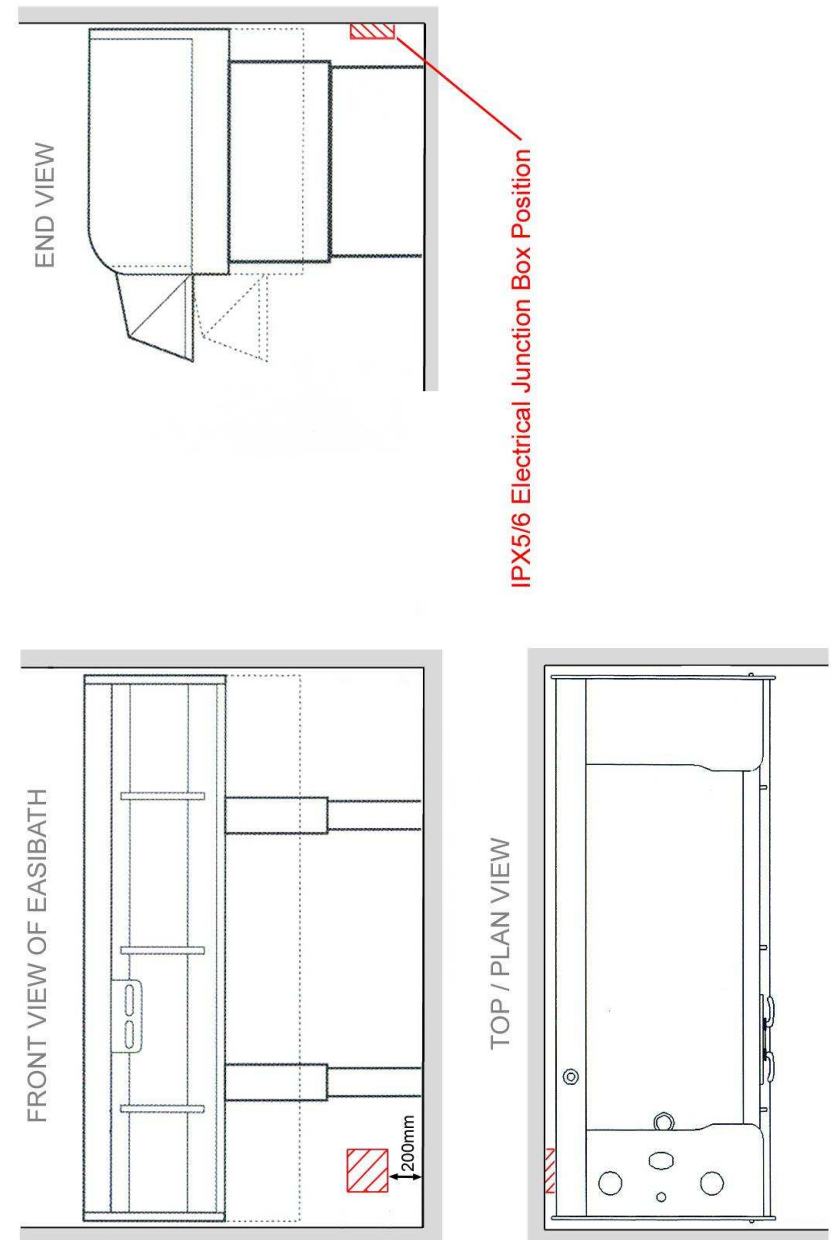 FRONT VIEW OF EASIBATH
END VIEW
200mm
IPX5/6 Electrical Junction Box Position
TOP / PLAN VIEW